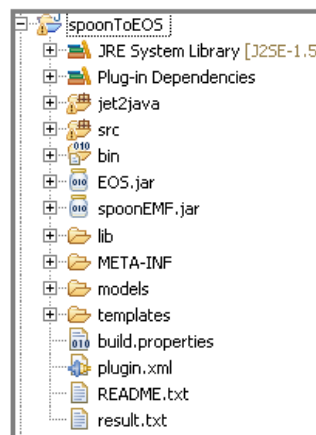 spoonToEOS
JRE System Library [J2SE-1.5
Plug-in Dependencies
jet2java
src
bin
EOS.jar
spoonEMF.jar
lib
META-INF
models
templates
build.properties
plugin.xml
README.txt
result.txt